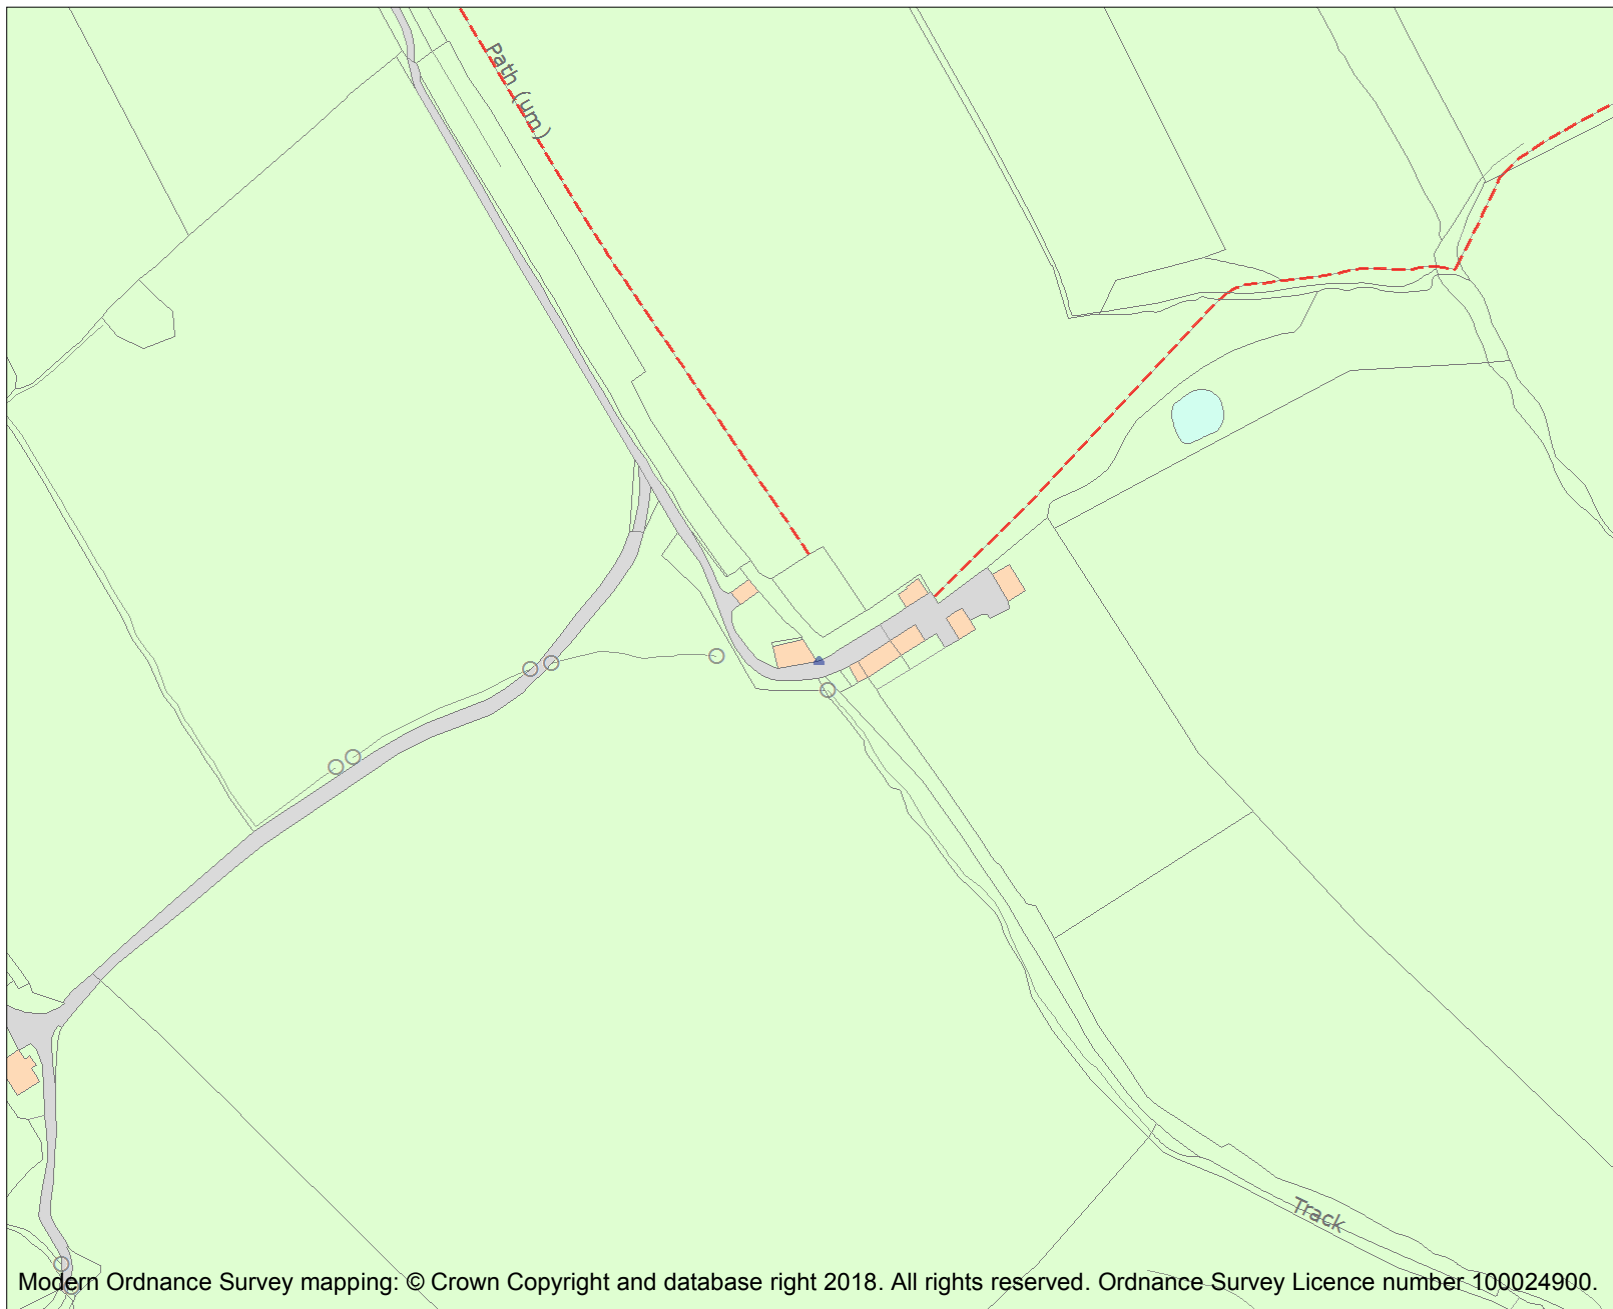 Path (um)
Track
Modern Ordnance Survey mapping: © Crown Copyright and database right 2018. All rights reserved. Ordnance Survey Licence number 100024900.